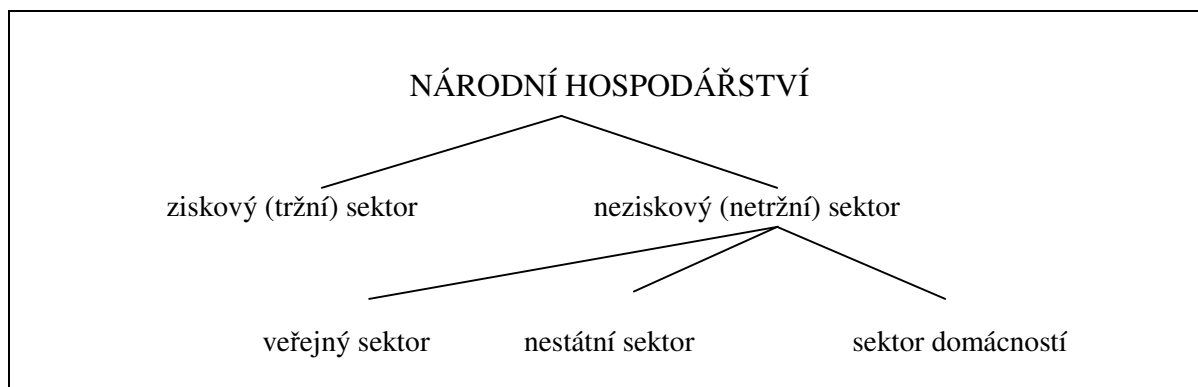 NÁRODNÍ HOSPODÁŘSTVÍ
ziskový (tržní) sektor neziskový (netržní) sektor
veřejný sektor nestátní sektor sektor domácností